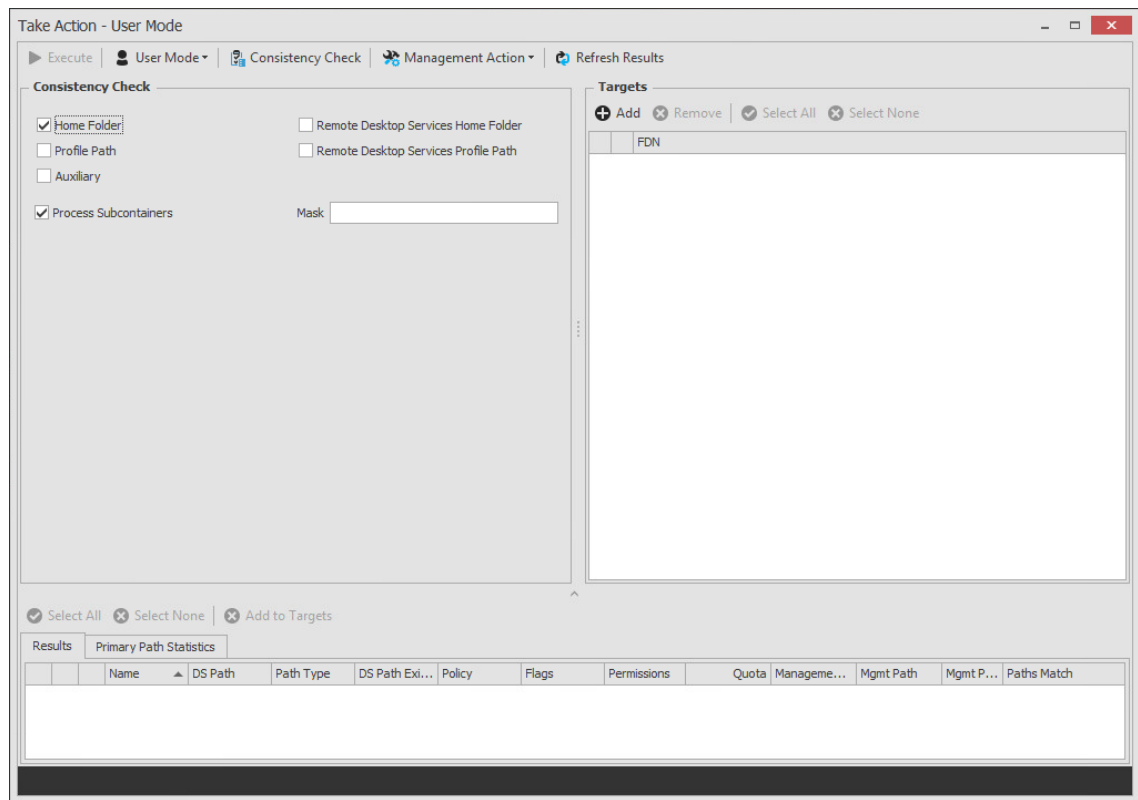 Take Action - User Mode
Execute User Mode Consistency Check Management Action Refresh Results
Consistency Check
Home Folder Remote Desktop Services Home Folder
Profile Path Remote Desktop Services Profile Path
Auxiliary
Process Subcontainers Mask
Targets
Add Remove Select All Select None
FDN
Select All Select None Add to Targets
Results Primary Path Statistics
Name DS Path Path Type DS Path Exi... Policy Flags Permissions Quota Manageme... Mgmt Path Mgmt P... Paths Match